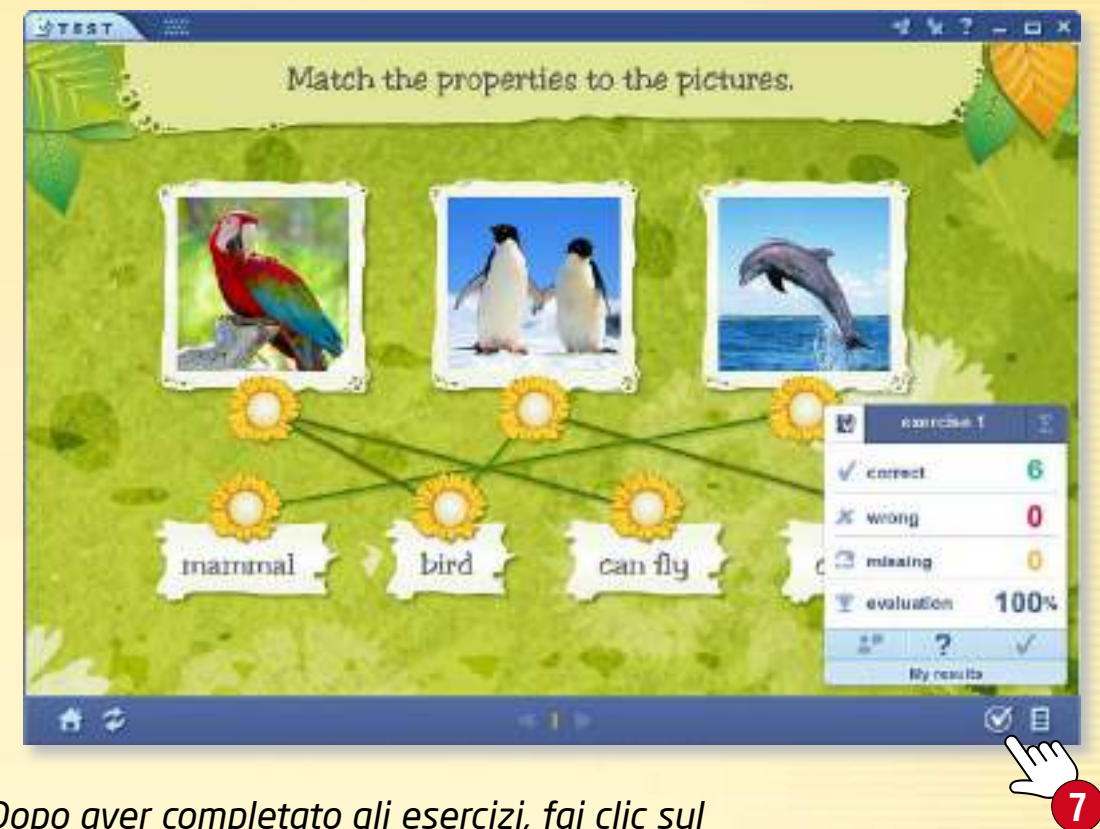 TEST
Match the properties to the pictures.
exercise 1
correct 6
wrong 0
missing 0
evaluation 100%
mammal bird can fly
My results
1
7
Dopo aver completato gli esercizi, fai clic sul